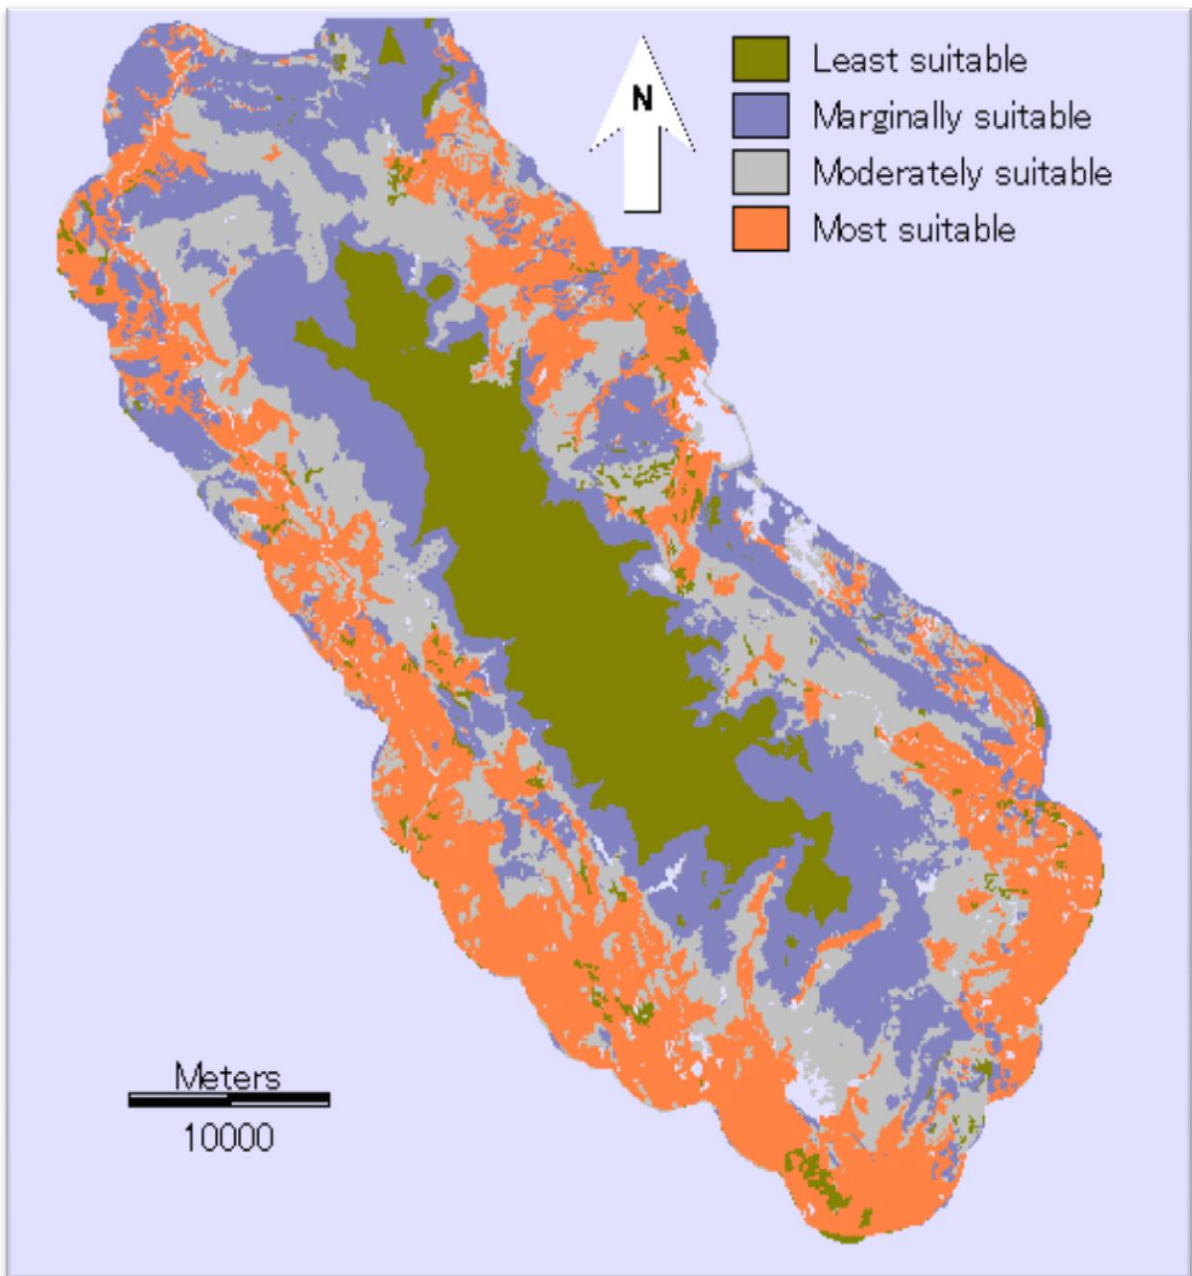 N
Least suitable
Marginally suitable
Moderately suitable
Most suitable
Meters
10000